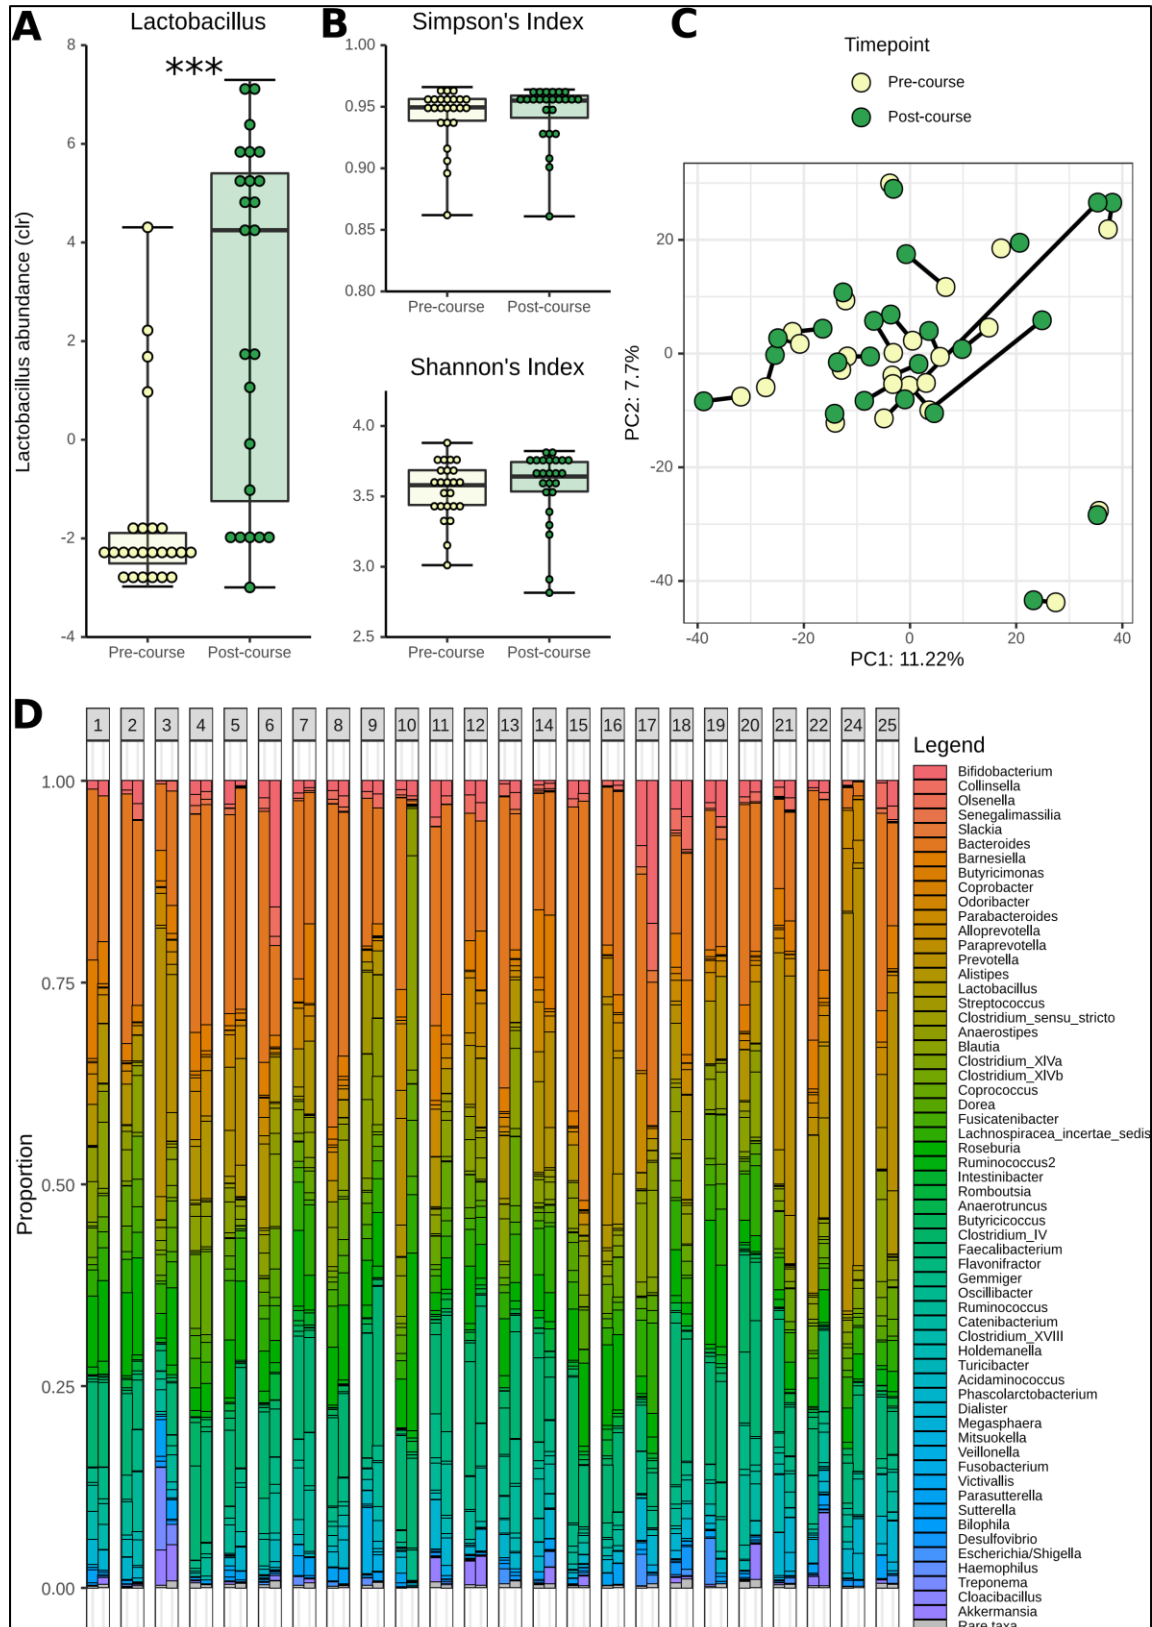 A
Lactobacillus
***
Lactobacillus abundance (clr)
8
6
4
2
0
-2
-4
Pre-course
Post-course
B
Simpson's Index
1.00
0.95
0.90
0.85
0.80
Pre-course
Post-course
Shannon's Index
4.0
3.5
3.0
2.5
Pre-course
Post-course
C
Timepoint
Pre-course
Post-course
PC2: 7.7%
20
0
-20
-40
-40
-20
0
20
40
PC1: 11.22%
D
1 2 3 4 5 6 7 8 9 10 11 12 13 14 15 16 17 18 19 20 21 22 24 25
Proportion
1.00
0.75
0.50
0.25
0.00
Legend
Bifidobacterium
Collinsella
Olsenella
Senegalimassilia
Slackia
Bacteroides
Barnesiella
Butyricimonas
Coprobacter
Odoribacter
Parabacteroides
Alloprevotella
Paraprevotella
Prevotella
Alistipes
Lactobacillus
Streptococcus
Clostridium_sensu_stricto
Anaerostipes
Blautia
Clostridium_XlVa
Clostridium_XlVb
Coprococcus
Dorea
Fusicatenibacter
Lachnospiracea_incertae_sedis
Roseburia
Ruminococcus2
Intestinibacter
Romboutsia
Anaerotruncus
Butyricicoccus
Clostridium_IV
Faecalibacterium
Flavonifractor
Gemmiger
Oscillibacter
Ruminococcus
Catenibacterium
Clostridium_XVIII
Holdemanella
Turicibacter
Acidaminococcus
Phascolarctobacterium
Dialister
Megasphaera
Mitsuokella
Veillonella
Fusobacterium
Victivallis
Parasutterella
Sutterella
Bilophila
Desulfovibrio
Escherichia/Shigella
Haemophilus
Treponema
Cloacibacillus
Akkermansia
Rare taxa